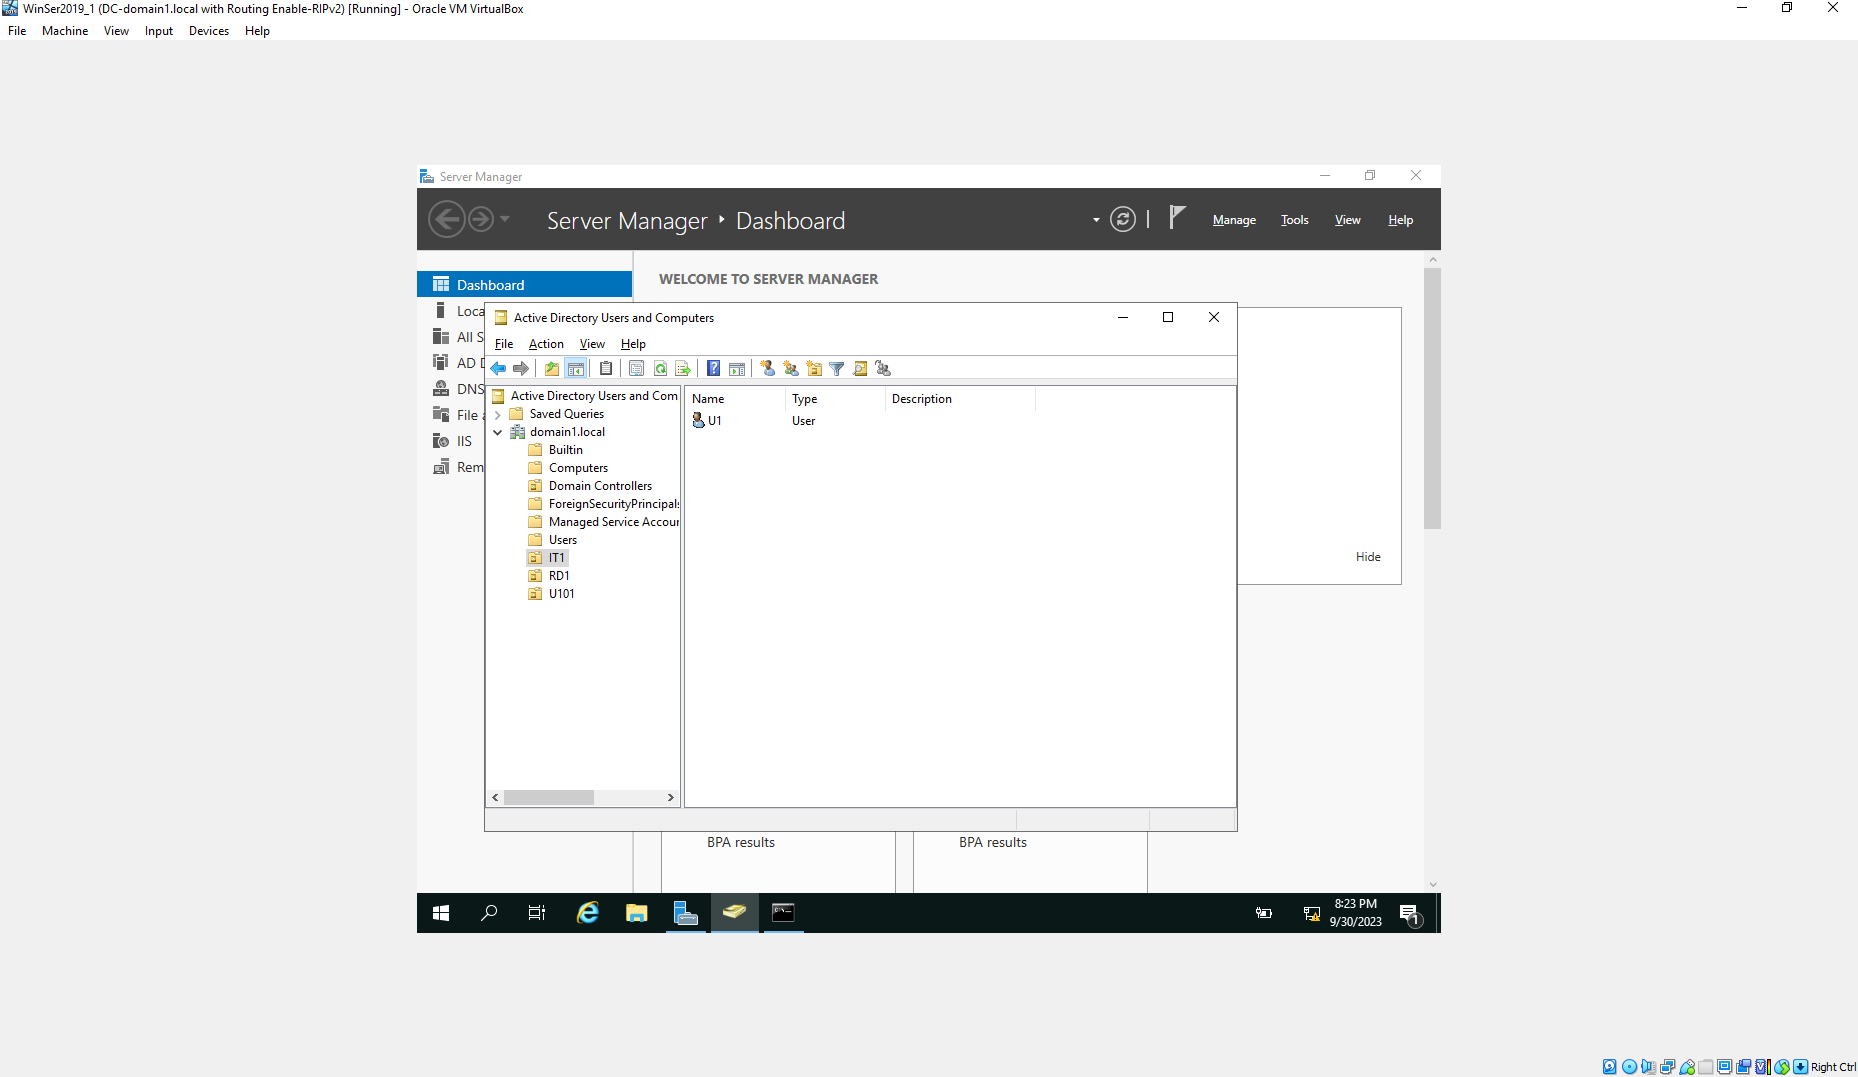 WinSer2019_1 (DC-domain1.local with Routing Enable-RIPv2) [Running] - Oracle VM VirtualBox
File Machine View Input Devices Help
Server Manager
Server Manager Dashboard
Manage Tools View Help
Dashboard
WELCOME TO SERVER MANAGER
Loca
All S
AD D
DNS
File a
IIS
Rem
Active Directory Users and Computers
File Action View Help
Active Directory Users and Com
Saved Queries
domain1.local
Builtin
Computers
Domain Controllers
ForeignSecurityPrincipals
Managed Service Accoun
Users
IT1
RD1
U101
Name Type Description
U1 User
Hide
BPA results
BPA results
8:23 PM
9/30/2023
1
Right Ctrl